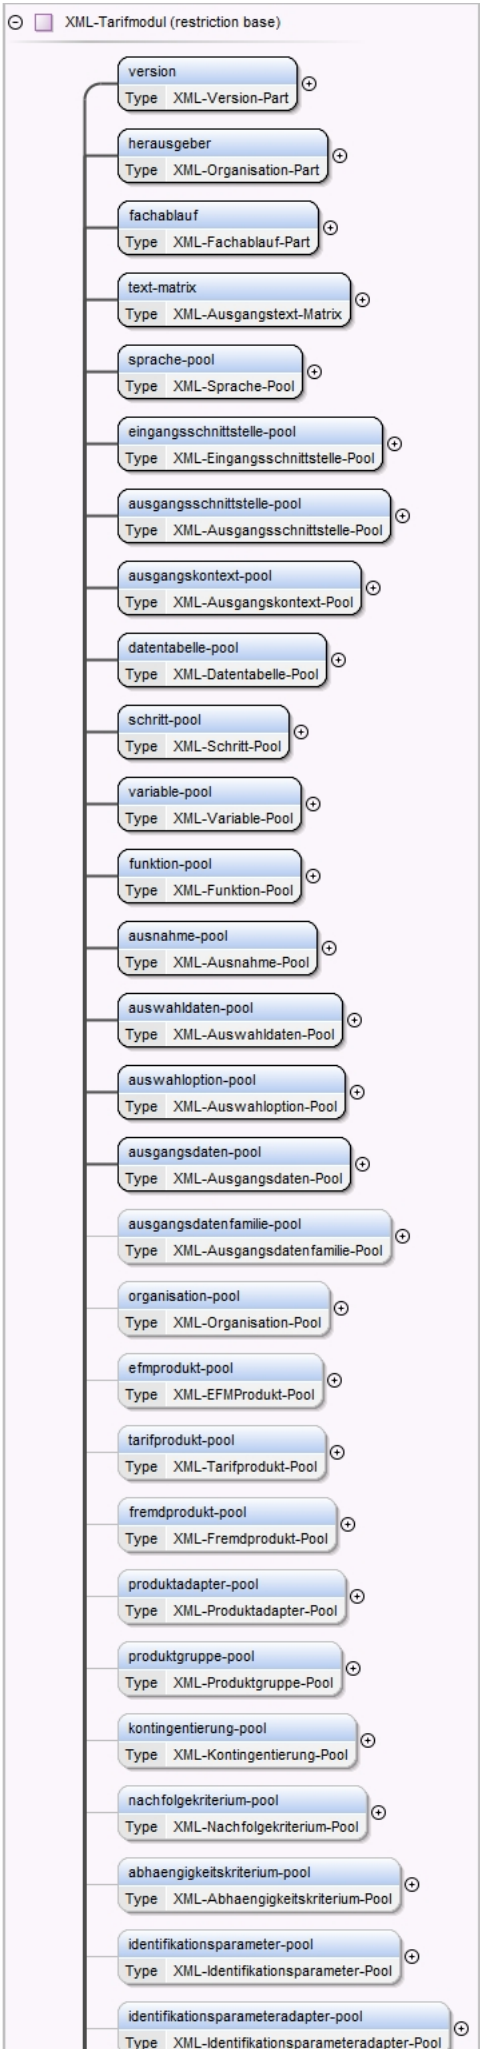 XML-Tarifmodul (restriction base)
version
Type XML-Version-Part
herausgeber
Type XML-Organisation-Part
fachablauf
Type XML-Fachablauf-Part
text-matrix
Type XML-Ausgangstext-Matrix
sprache-pool
Type XML-Sprache-Pool
eingangsschnittstelle-pool
Type XML-Eingangsschnittstelle-Pool
ausgangsschnittstelle-pool
Type XML-Ausgangsschnittstelle-Pool
ausgangskontext-pool
Type XML-Ausgangskontext-Pool
datentabelle-pool
Type XML-Datentabelle-Pool
schritt-pool
Type XML-Schritt-Pool
variable-pool
Type XML-Variable-Pool
funktion-pool
Type XML-Funktion-Pool
ausnahme-pool
Type XML-Ausnahme-Pool
auswahldaten-pool
Type XML-Auswahldaten-Pool
auswahloption-pool
Type XML-Auswahloption-Pool
ausgangsdaten-pool
Type XML-Ausgangsdaten-Pool
ausgangsdatenfamilie-pool
Type XML-Ausgangsdatenfamilie-Pool
organisation-pool
Type XML-Organisation-Pool
efmprodukt-pool
Type XML-EFMProdukt-Pool
tarifprodukt-pool
Type XML-Tarifprodukt-Pool
fremdprodukt-pool
Type XML-Fremdprodukt-Pool
produktadapter-pool
Type XML-Produktadapter-Pool
produktgruppe-pool
Type XML-Produktgruppe-Pool
kontingentierung-pool
Type XML-Kontingentierung-Pool
nachfolgekriterium-pool
Type XML-Nachfolgekriterium-Pool
abhaengigkeitskriterium-pool
Type XML-Abhaengigkeitskriterium-Pool
identifikationsparameter-pool
Type XML-Identifikationsparameter-Pool
identifikationsparameteradapter-pool
Type XML-Identifikationsparameteradapter-Pool